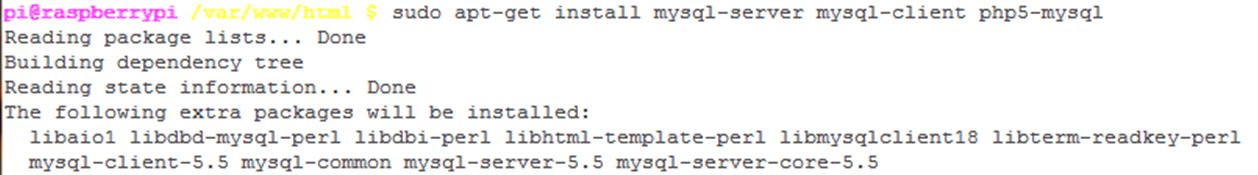 pi@raspberrypi /var/www/html $ sudo apt-get install mysql-server mysql-client php5-mysql
Reading package lists... Done
Building dependency tree
Reading state information... Done
The following extra packages will be installed:
libaio1 libdbd-mysql-perl libdbi-perl libhtml-template-perl libmysqlclient18 libterm-readkey-perl
mysql-client-5.5 mysql-common mysql-server-5.5 mysql-server-core-5.5